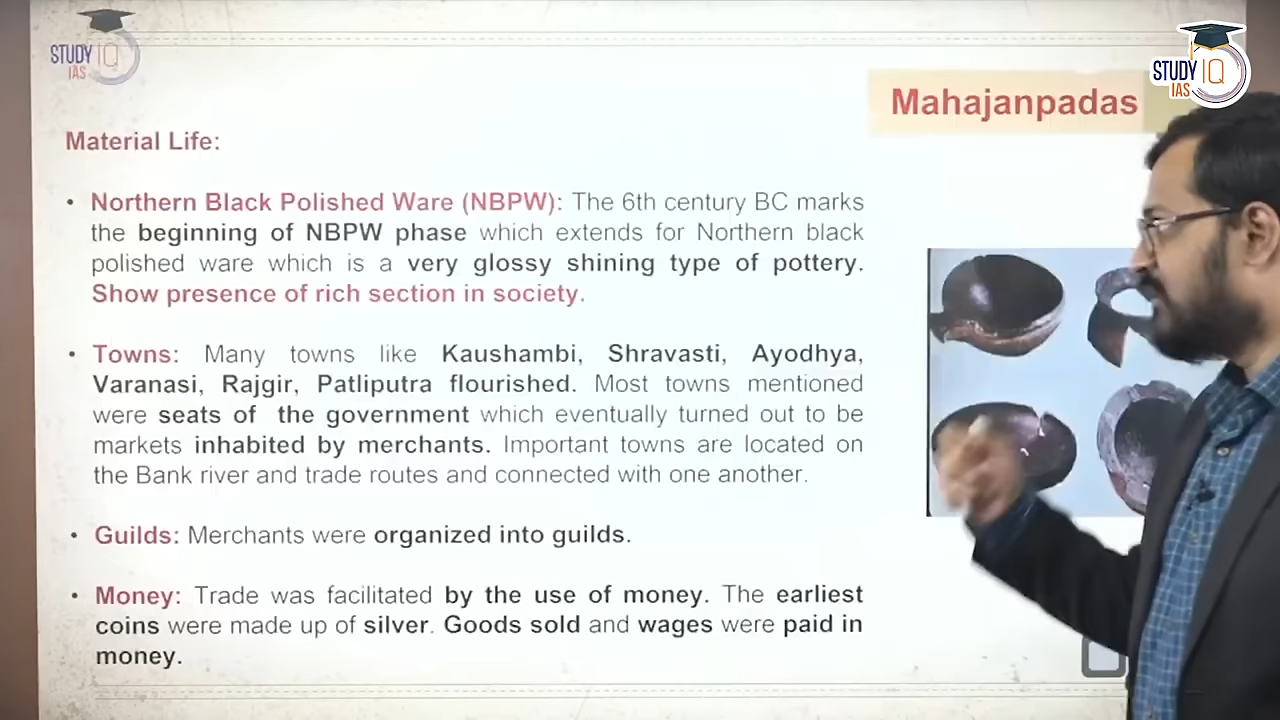 STUDY IQ
IAS
STUDY IQ
IAS
Mahajanpadas
Material Life:
• Northern Black Polished Ware (NBPW): The 6th century BC marks
the beginning of NBPW phase which extends for Northern black
polished ware which is a very glossy shining type of pottery.
Show presence of rich section in society.
• Towns: Many towns like Kaushambi, Shravasti, Ayodhya,
Varanasi, Rajgir, Patliputra flourished. Most towns mentioned
were seats of the government which eventually turned out to be
markets inhabited by merchants. Important towns are located on
the Bank river and trade routes and connected with one another.
• Guilds: Merchants were organized into guilds.
• Money: Trade was facilitated by the use of money. The earliest
coins were made up of silver. Goods sold and wages were paid in
money.